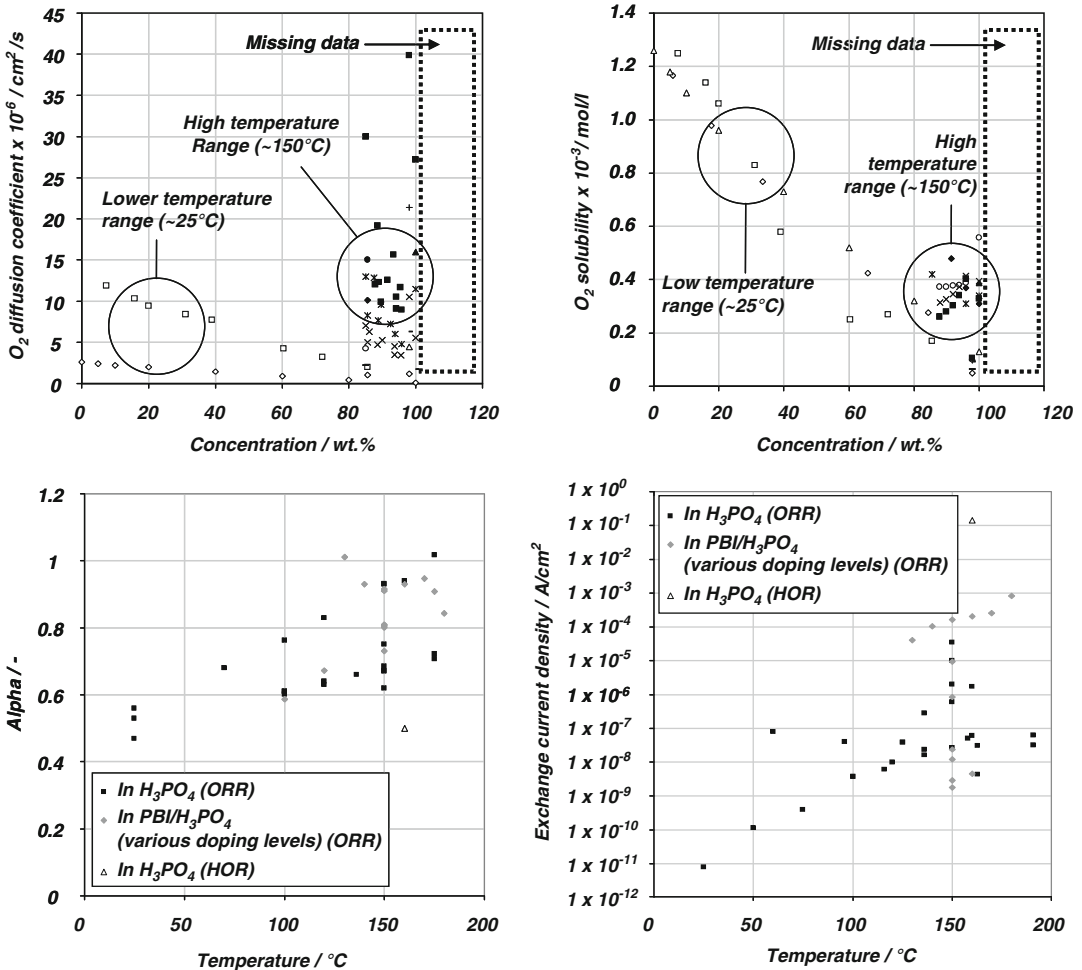 45
40
35
30
25
20
15
10
5
0
O2 diffusion coefficient x 10-6 / cm2 /s
Missing data
High temperature
Range (~150°C)
Lower temperature
range (~25°C)
0 20 40 60 80 100 120
Concentration / wt.%
1.4
1.2
1.0
0.8
0.6
0.4
0.2
0
O2 solubility x 10-3/ mol/l
Missing data
High
temperature
range (~150°C)
Low temperature
range (~25°C)
0 20 40 60 80 100 120
Concentration / wt.%
1.2
1
0.8
0.6
0.4
0.2
0
Alpha / -
In H3PO4 (ORR)
In PBI/H3PO4
(various doping levels) (ORR)
In H3PO4 (HOR)
0 50 100 150 200
Temperature / °C
1 x 100
1 x 10-1
1 x 10-2
1 x 10-3
1 x 10-4
1 x 10-5
1 x 10-6
1 x 10-7
1 x 10-8
1 x 10-9
1 x 10-10
1 x 10-11
1 x 10-12
Exchange current density / A/cm2
In H3PO4 (ORR)
In PBI/H3PO4
(various doping levels) (ORR)
In H3PO4 (HOR)
0 50 100 150 200
Temperature / °C